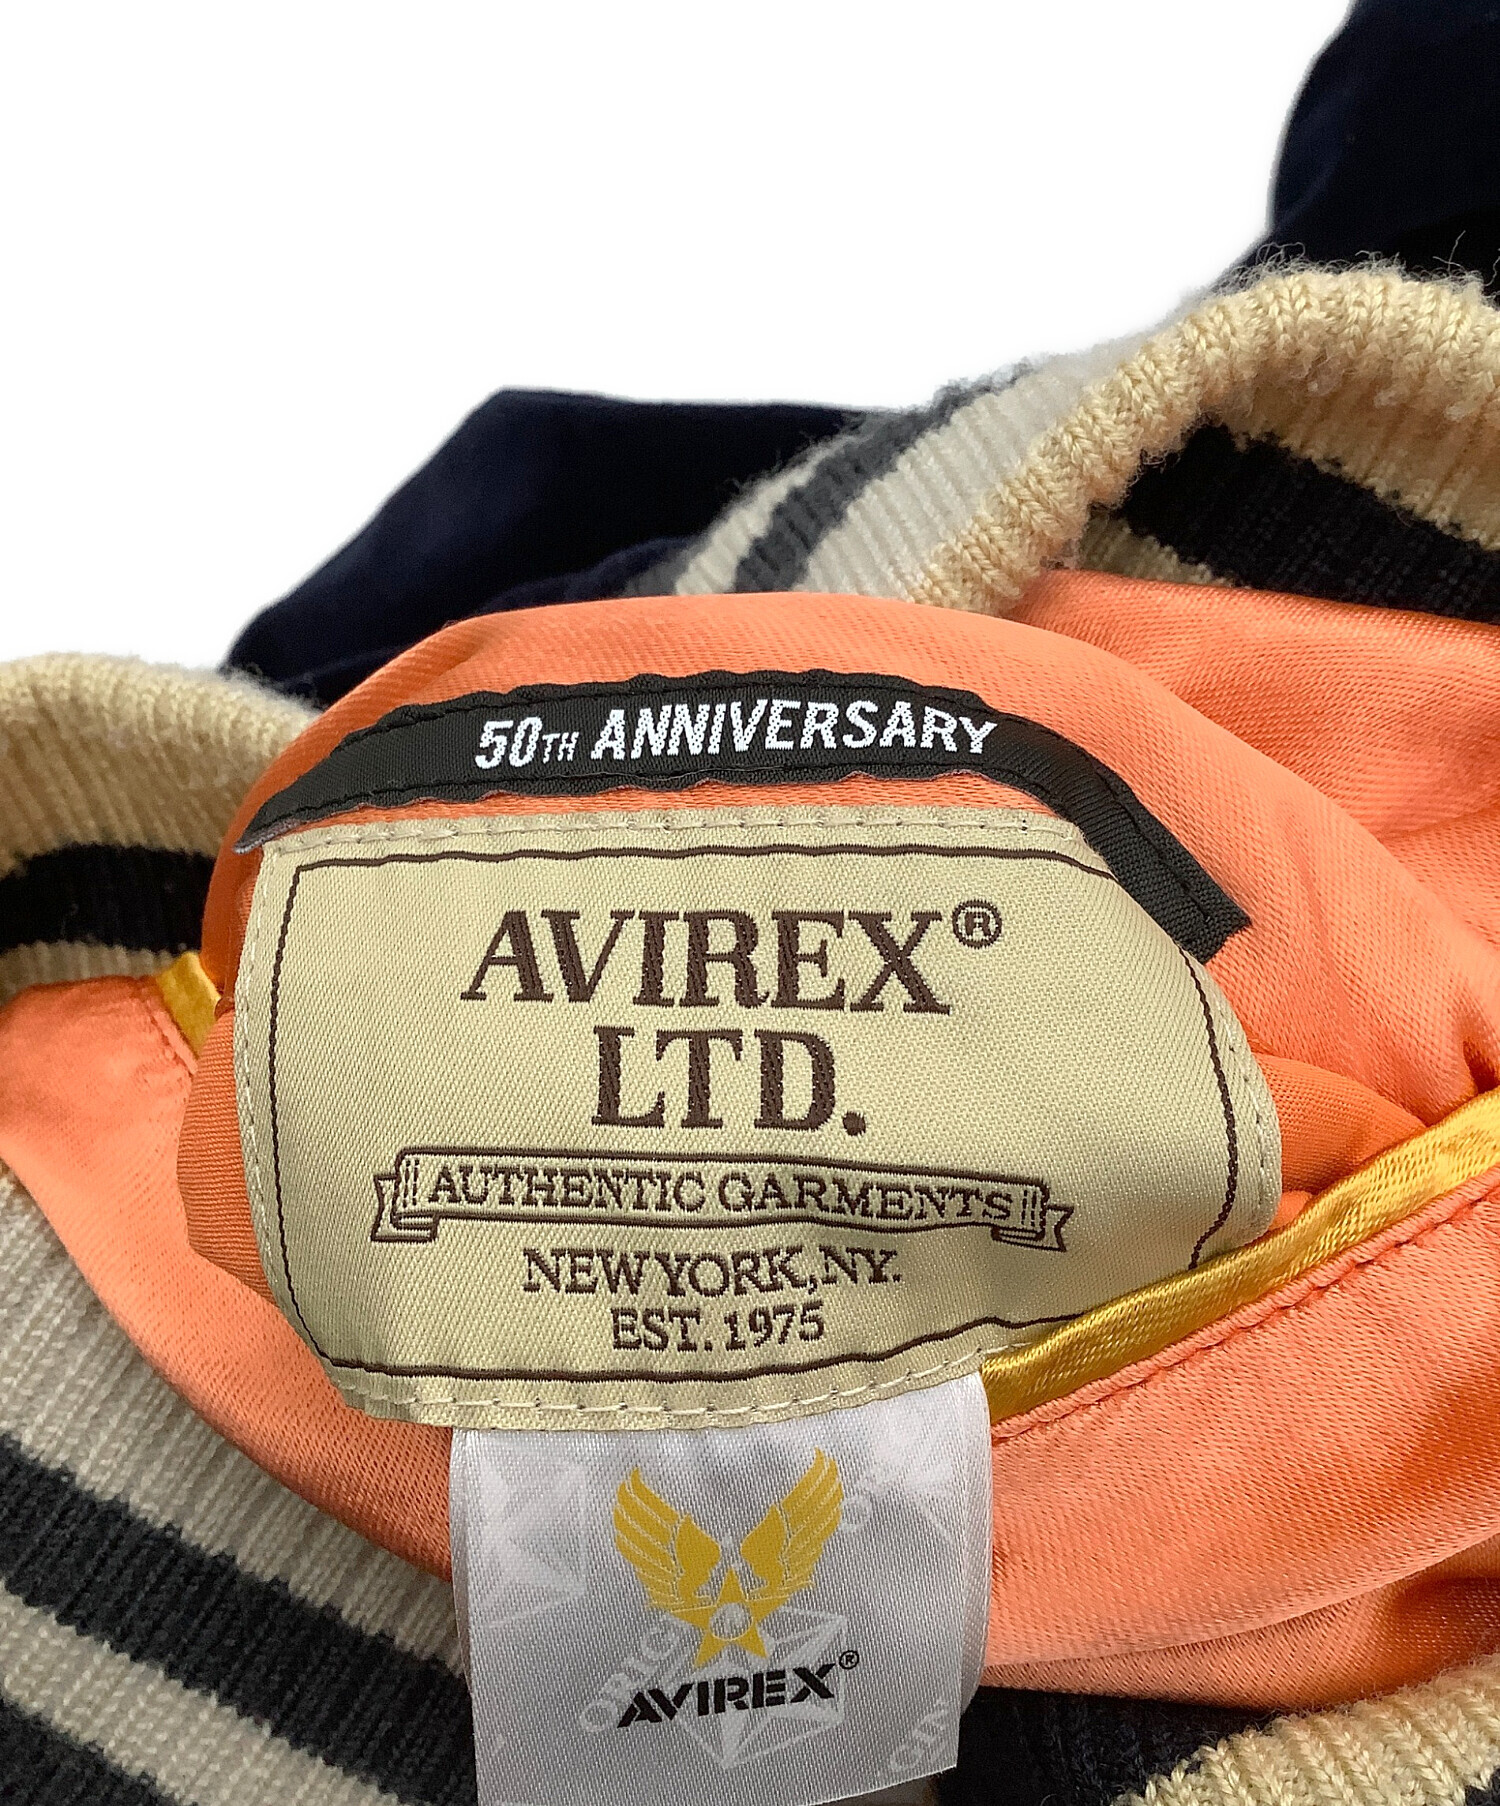 50TH ANNIVERSARY
AVIREX®
LTD.
AUTHENTIC GARMENTS
NEW YORK, NY.
EST. 1975
AVIREX®